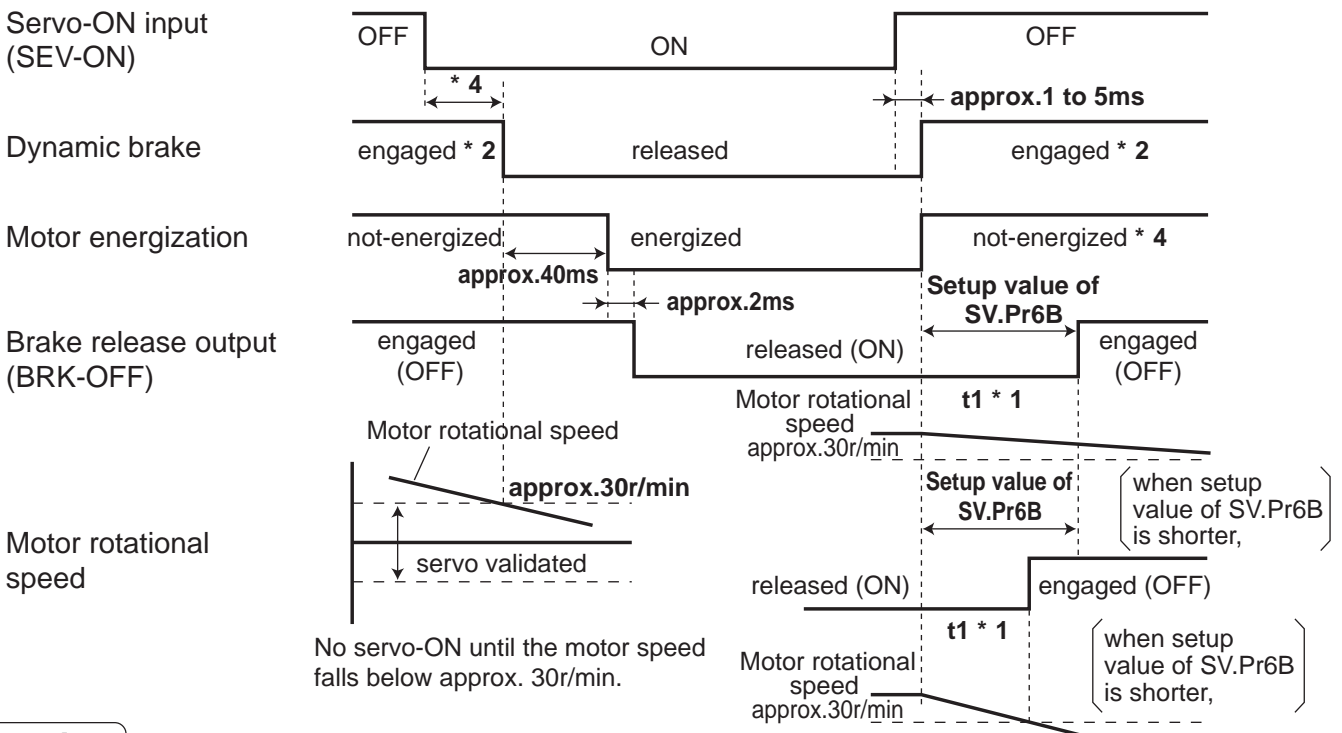 Servo-ON input
(SEV-ON)
OFF
ON
OFF
* 4
approx.1 to 5ms
Dynamic brake
engaged * 2
released
engaged * 2
Motor energization
not-energized
energized
not-energized * 4
approx.40ms
approx.2ms
Setup value of
SV.Pr6B
Brake release output
(BRK-OFF)
engaged
(OFF)
released (ON)
engaged
(OFF)
t1 * 1
Motor rotational
speed
approx.30r/min
Motor rotational speed
approx.30r/min
servo validated
Motor rotational
speed
No servo-ON until the motor speed
falls below approx. 30r/min.
Setup value of
SV.Pr6B
when setup
value of SV.Pr6B
is shorter,
released (ON)
engaged (OFF)
t1 * 1
when setup
value of SV.Pr6B
is shorter,
Motor rotational
speed
approx.30r/min